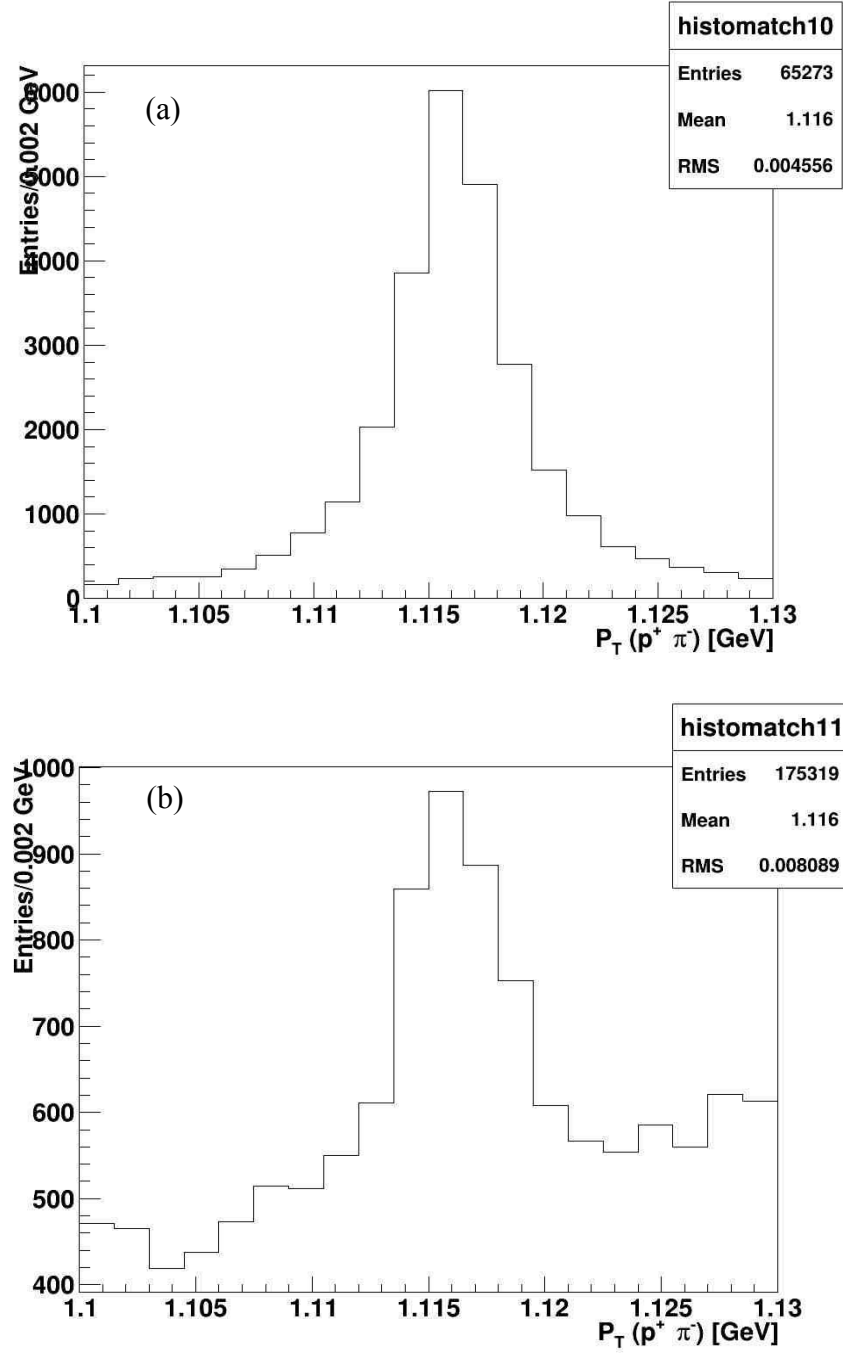 histomatch10
Entries 65273
Mean 1.116
RMS 0.004556
(a)
Entries/0.002 GeV
6000
5000
4000
3000
2000
1000
0
1.1 1.105 1.11 1.115 1.12 1.125 1.13
P_T (p⁺ π⁻) [GeV]
histomatch11
Entries 175319
Mean 1.116
RMS 0.008089
(b)
Entries/0.002 GeV
1000
900
800
700
600
500
400
1.1 1.105 1.11 1.115 1.12 1.125 1.13
P_T (p⁺ π⁻) [GeV]